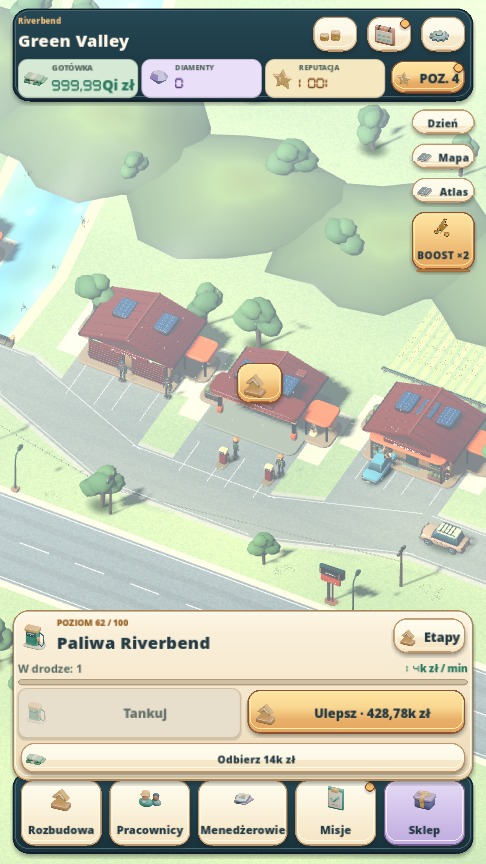 Riverbend
Green Valley
GOTÓWKA
999,99Qi zł
DIAMENTY
0
REPUTACJA
POZ. 4
Dzień
Mapa
Atlas
BOOST ×2
POZIOM 62 / 100
Paliwa Riverbend
Etapy
W drodze: 1
k zł / min
Tankuj
Ulepsz · 428,78k zł
Odbierz 14k zł
Rozbudowa
Pracownicy
Menedżerowie
Misje
Sklep